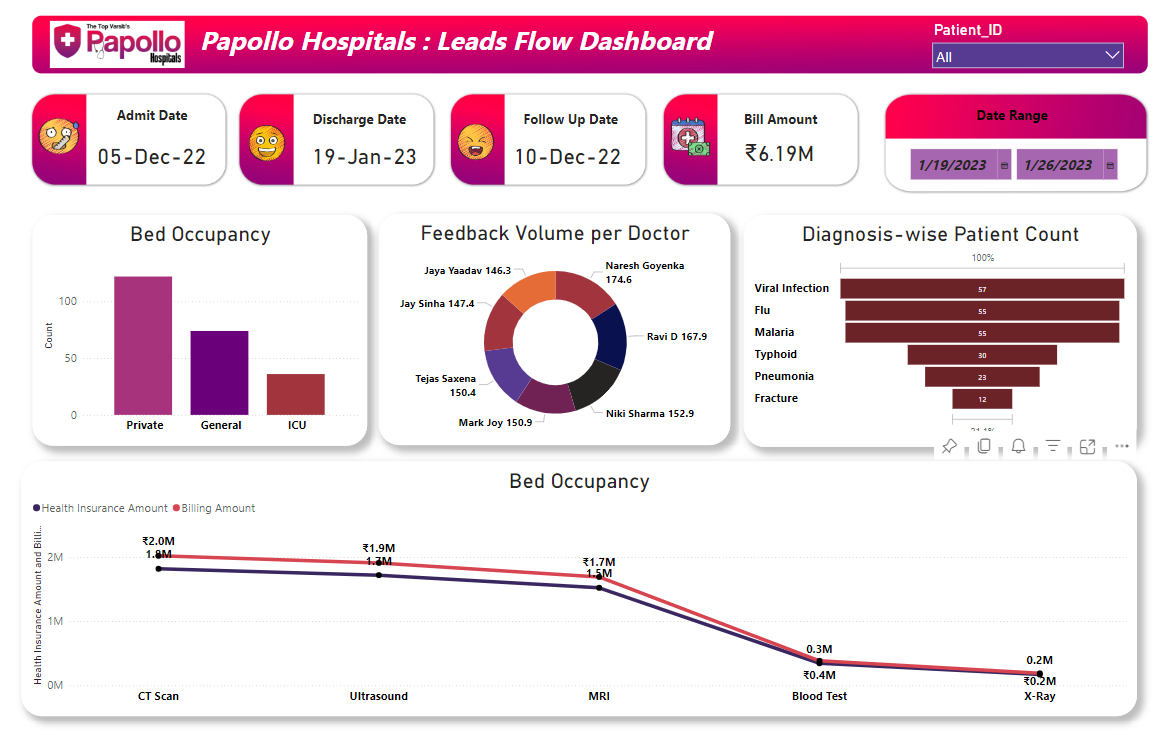 The Top Varsit's
Papollo
Hospitals
Papollo Hospitals : Leads Flow Dashboard
Patient_ID
All
Admit Date
05-Dec-22
Discharge Date
19-Jan-23
Follow Up Date
10-Dec-22
Bill Amount
₹6.19M
Date Range
1/19/2023
1/26/2023
Bed Occupancy
Count
100
50
0
Private
General
ICU
Feedback Volume per Doctor
Jaya Yaadav 146.3
Naresh Goyenka
174.6
Jay Sinha 147.4
Ravi D 167.9
Tejas Saxena
150.4
Niki Sharma 152.9
Mark Joy 150.9
Diagnosis-wise Patient Count
100%
Viral Infection 57
Flu 55
Malaria 55
Typhoid 30
Pneumonia 23
Fracture 12
21.1%
Bed Occupancy
Health Insurance Amount Billing Amount
Health Insurance Amount and Billi...
2M
1M
0M
₹2.0M
1.8M
₹1.9M
1.7M
₹1.7M
1.5M
0.3M
₹0.4M
0.2M
₹0.2M
CT Scan
Ultrasound
MRI
Blood Test
X-Ray